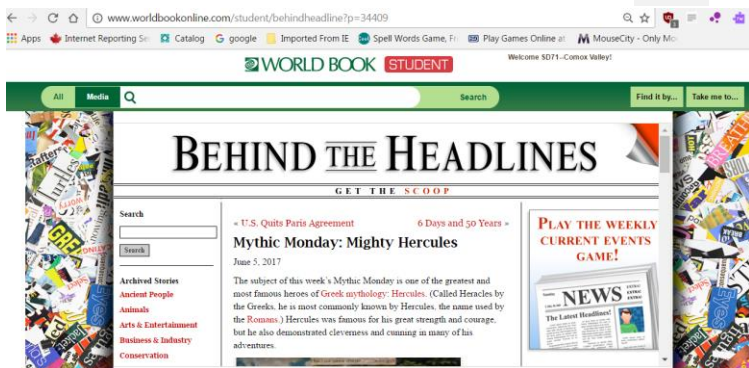 www.worldbookonline.com/student/behindheadline?p=34409
Apps Internet Reporting Catalog G google Imported From IE Spell Words Game, Fr Play Games Online at MouseCity - Only Mo
WORLD BOOK STUDENT
Welcome SD71--Comox Valley!
All Media Search Find it by... Take me to...
BEHIND THE HEADLINES
GET THE SCOOP
Search
Search
Archived Stories
Ancient People
Animals
Arts & Entertainment
Business & Industry
Conservation
« U.S. Quits Paris Agreement 6 Days and 50 Years »
Mythic Monday: Mighty Hercules
June 5, 2017
The subject of this week's Mythic Monday is one of the greatest and
most famous heroes of Greek mythology: Hercules. (Called Heracles by
the Greeks, he is most commonly known by Hercules, the name used by
the Romans.) Hercules was famous for his great strength and courage,
but he also demonstrated cleverness and cunning in many of his
adventures.
PLAY THE WEEKLY
CURRENT EVENTS
GAME!
NEWS
The Latest Headlines!